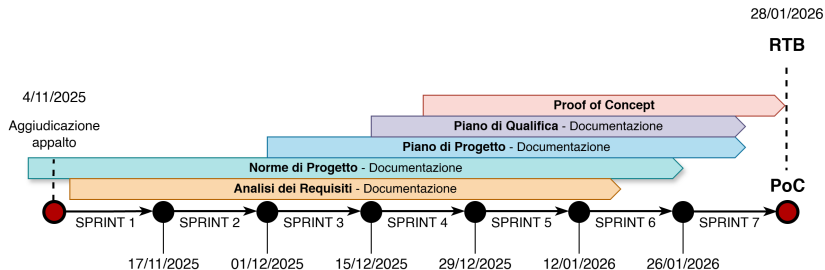 28/01/2026
RTB
4/11/2025
Aggiudicazione
appalto
Proof of Concept
Piano di Qualifica - Documentazione
Piano di Progetto - Documentazione
Norme di Progetto - Documentazione
Analisi dei Requisiti - Documentazione
PoC
SPRINT 1
SPRINT 2
SPRINT 3
SPRINT 4
SPRINT 5
SPRINT 6
SPRINT 7
17/11/2025
01/12/2025
15/12/2025
29/12/2025
12/01/2026
26/01/2026